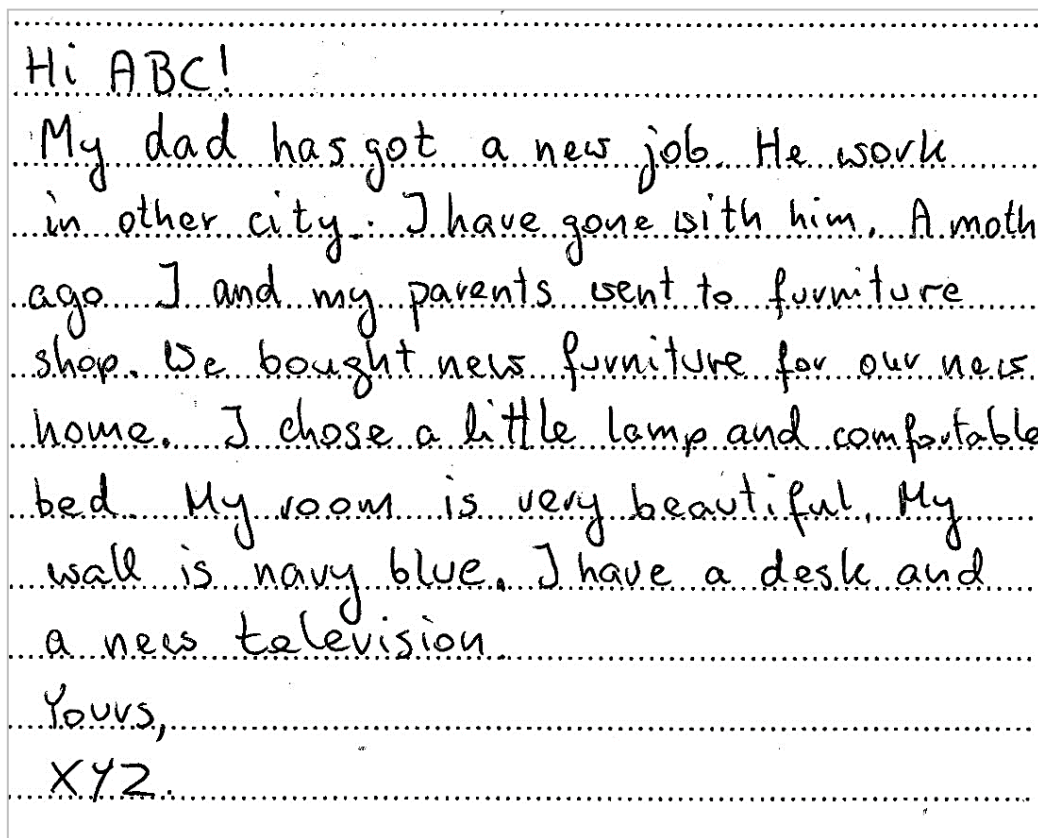 Hi ABC!
My dad has got a new job. He work
in other city. I have gone with him. A moth
ago I and my parents went to furniture
shop. We bought new furniture for our new
home. I chose a little lamp and comfortable
bed. My room is very beautiful. My
wall is navy blue. I have a desk and
a new television.
Yours,
XYZ.